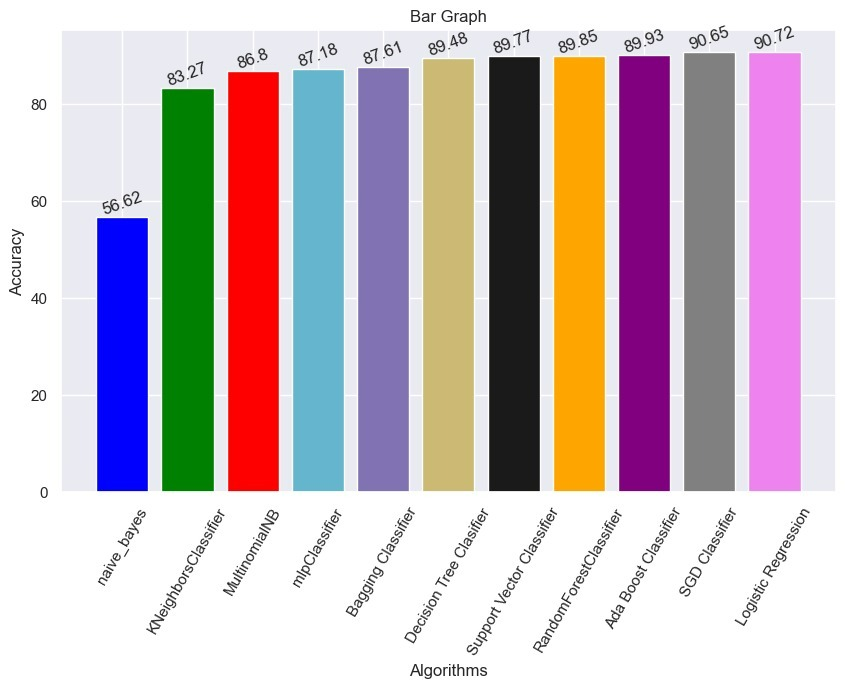 Bar Graph
56.62
83.27
86.8
87.18
87.61
89.48
89.77
89.85
89.93
90.65
90.72
Accuracy
80
60
40
20
0
naive_bayes
KNeighborsClassifier
MultinomialNB
mlpClassifier
Bagging Classifier
Decision Tree Clasifier
Support Vector Classifier
RandomForestClassifier
Ada Boost Classifier
SGD Classifier
Logistic Regression
Algorithms